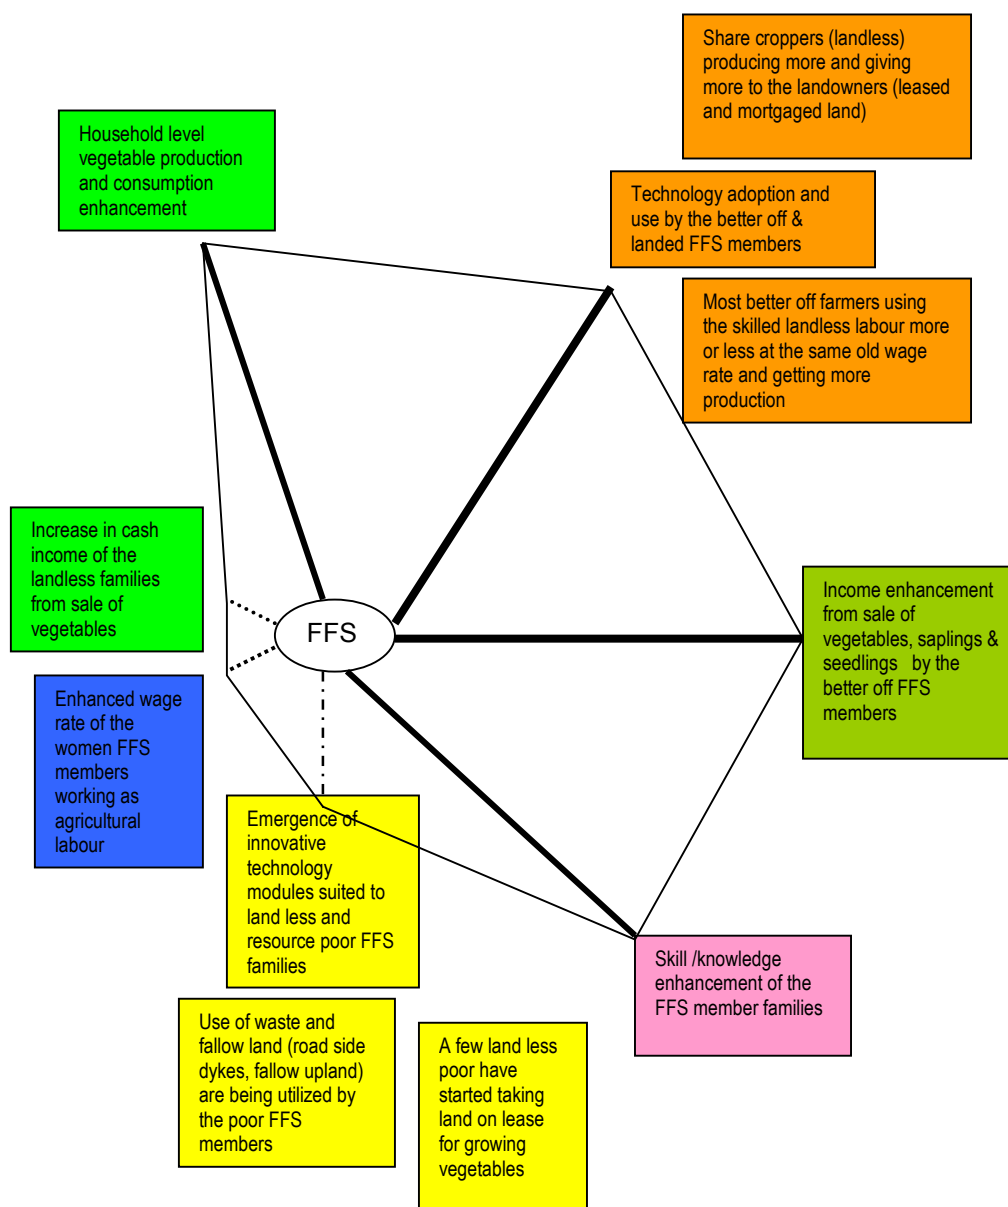 Share croppers (landless)
producing more and giving
more to the landowners (leased
and mortgaged land)
Household level
vegetable production
and consumption
enhancement
Technology adoption and
use by the better off &
landed FFS members
Most better off farmers using
the skilled landless labour more
or less at the same old wage
rate and getting more
production
Increase in cash
income of the
landless families
from sale of
vegetables
FFS
Income enhancement
from sale of
vegetables, saplings &
seedlings by the
better off FFS
members
Enhanced wage
rate of the
women FFS
members
working as
agricultural
labour
Emergence of
innovative
technology
modules suited to
land less and
resource poor FFS
families
Skill /knowledge
enhancement of the
FFS member families
Use of waste and
fallow land (road side
dykes, fallow upland)
are being utilized by
the poor FFS
members
A few land less
poor have
started taking
land on lease
for growing
vegetables